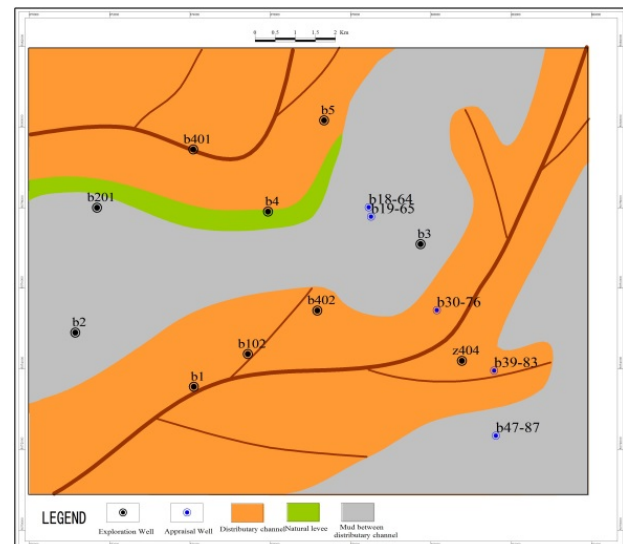 0 0.5 1 1.5 2 Km
b5
b401
b201
b4
b18-64
b19-65
b3
b402
b30-76
b2
b102
z404
b39-83
b1
b47-87
LEGEND
Exploration Well
Appraisal Well
Distributary channel
Natural levee
Mud between
distributary channel